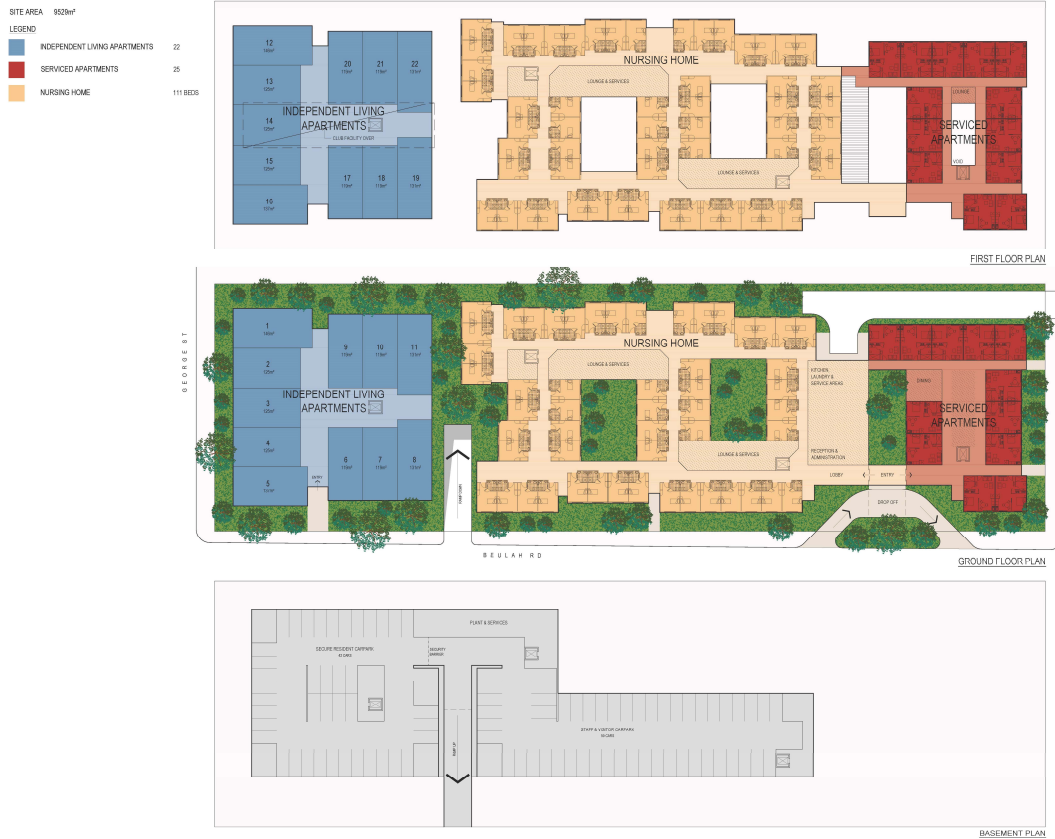 SITE AREA 9529m²
LEGEND
INDEPENDENT LIVING APARTMENTS 22
SERVICED APARTMENTS 25
NURSING HOME 111 BEDS
12
13
14
15
10
20
21
22
17
18
19
INDEPENDENT LIVING
APARTMENTS
CLUB FACILITY OVER
NURSING HOME
LOUNGE & SERVICES
LOUNGE & SERVICES
LOUNGE
SERVICED
APARTMENTS
VOID
FIRST FLOOR PLAN
GEORGE ST
1
2
3
4
5
9
10
11
6
7
8
INDEPENDENT LIVING
APARTMENTS
ENTRY
RAMP DOWN
NURSING HOME
LOUNGE & SERVICES
LOUNGE & SERVICES
KITCHEN,
LAUNDRY &
SERVICE AREAS
RECEPTION &
ADMINISTRATION
LOBBY
ENTRY
DROP OFF
DINING
SERVICED
APARTMENTS
BEULAH RD
GROUND FLOOR PLAN
PLANT & SERVICES
SECURE RESIDENT CARPARK
SECURITY
BARRIER
STAFF & VISITOR CARPARK
RAMP UP
BASEMENT PLAN